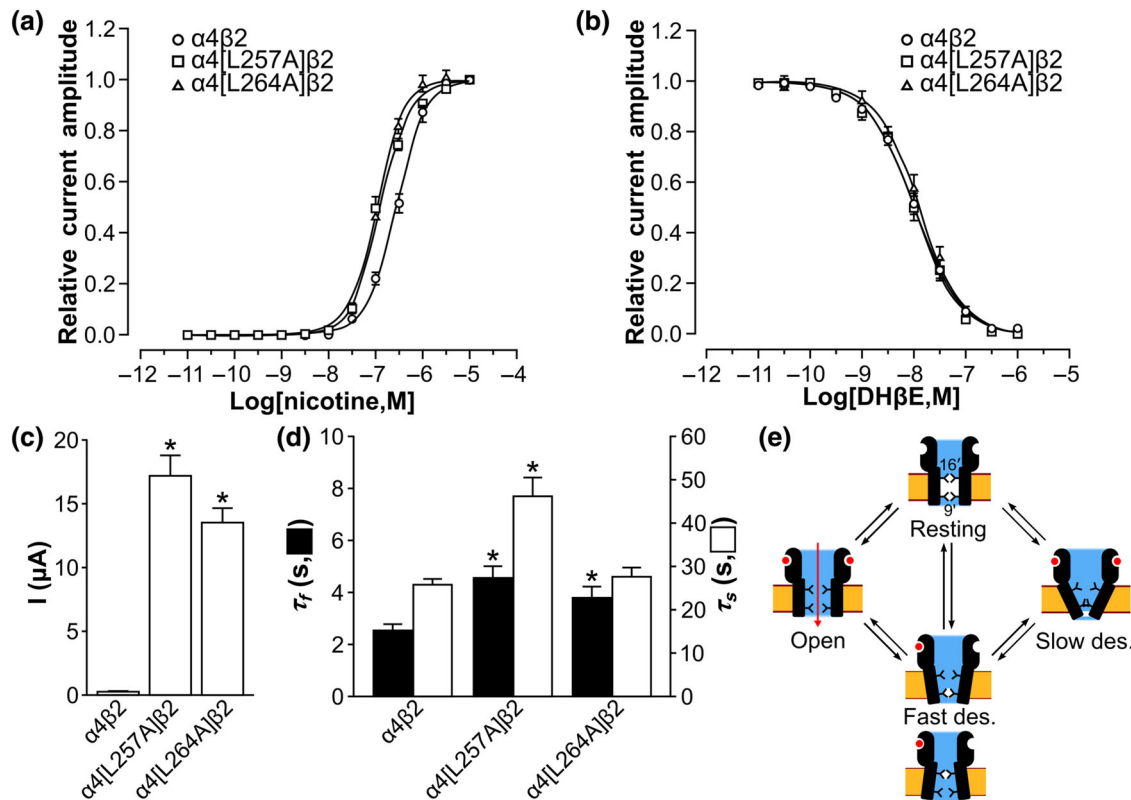 (a)
Relative current amplitude
1.2
1.0
0.8
0.6
0.4
0.2
0.0
α4β2
α4[L257A]β2
α4[L264A]β2
−12 −11 −10 −9 −8 −7 −6 −5 −4
Log[nicotine,M]
(b)
Relative current amplitude
1.2
1.0
0.8
0.6
0.4
0.2
0.0
α4β2
α4[L257A]β2
α4[L264A]β2
−12 −11 −10 −9 −8 −7 −6 −5 −4
Log[DHβE,M]
(c)
I (µA)
20
15
10
5
0
*
*
α4β2
α4[L257A]β2
α4[L264A]β2
(d)
τf (s, )
10
8
6
4
2
0
*
*
*
60
50
40
30
20
10
0
τs (s, )
α4β2
α4[L257A]β2
α4[L264A]β2
(e)
16′
9′
Resting
Open
Slow des.
Fast des.